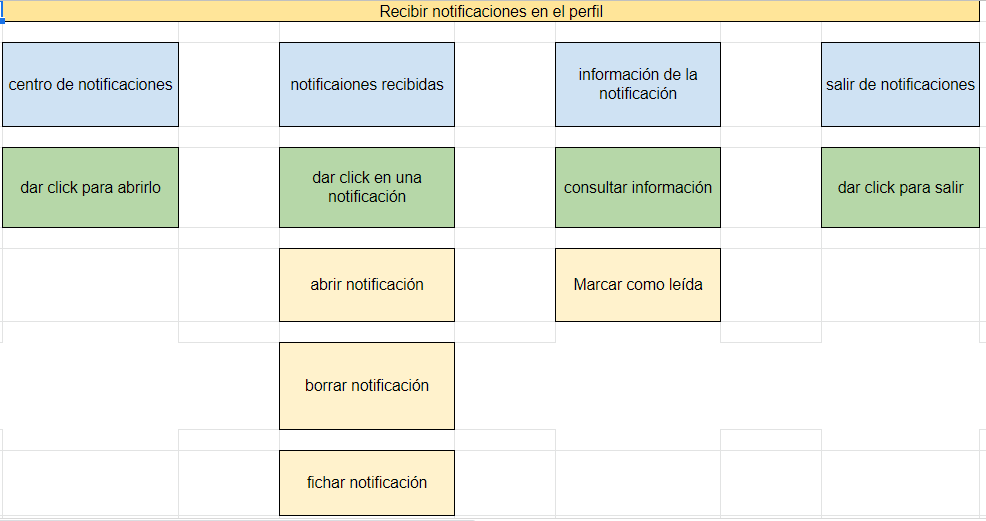 Recibir notificaciones en el perfil
centro de notificaciones
notificaiones recibidas
información de la
notificación
salir de notificaciones
dar click para abrirlo
dar click en una
notificación
consultar información
dar click para salir
abrir notificación
Marcar como leída
borrar notificación
fichar notificación